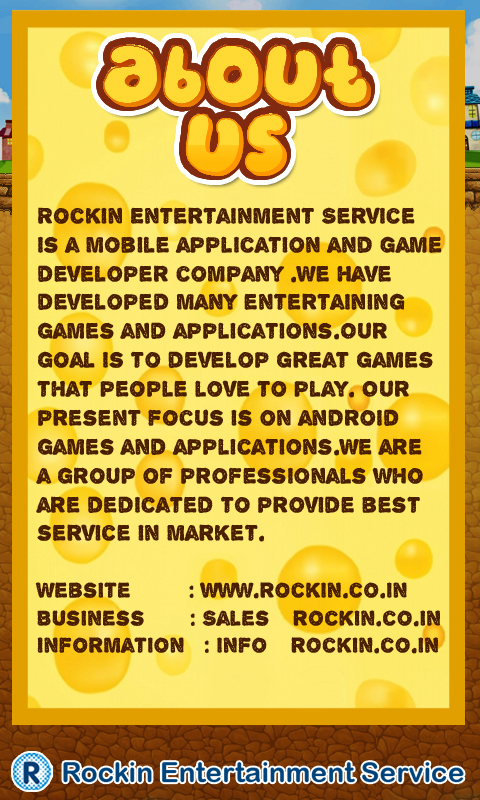 ABOUT
US
ROCKIN ENTERTAINMENT SERVICE
IS A MOBILE APPLICATION AND GAME
DEVELOPER COMPANY .WE HAVE
DEVELOPED MANY ENTERTAINING
GAMES AND APPLICATIONS.OUR
GOAL IS TO DEVELOP GREAT GAMES
THAT PEOPLE LOVE TO PLAY. OUR
PRESENT FOCUS IS ON ANDROID
GAMES AND APPLICATIONS.WE ARE
A GROUP OF PROFESSIONALS WHO
ARE DEDICATED TO PROVIDE BEST
SERVICE IN MARKET.
WEBSITE : WWW.ROCKIN.CO.IN
BUSINESS : SALES ROCKIN.CO.IN
INFORMATION : INFO ROCKIN.CO.IN
R Rockin Entertainment Service